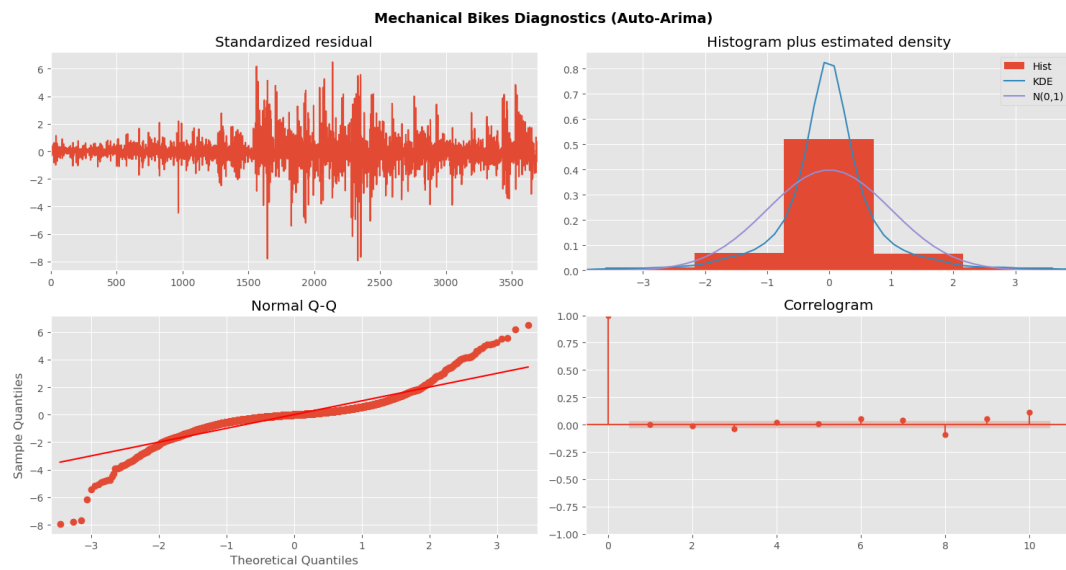 Mechanical Bikes Diagnostics (Auto-Arima)
Standardized residual
6
4
2
0
−2
−4
−6
−8
0 500 1000 1500 2000 2500 3000 3500
Histogram plus estimated density
Hist
KDE
N(0,1)
0.8
0.7
0.6
0.5
0.4
0.3
0.2
0.1
0.0
−3 −2 −1 0 1 2 3
Normal Q-Q
Sample Quantiles
6
4
2
0
−2
−4
−6
−8
−3 −2 −1 0 1 2 3
Theoretical Quantiles
Correlogram
1.00
0.75
0.50
0.25
0.00
−0.25
−0.50
−0.75
−1.00
0 2 4 6 8 10